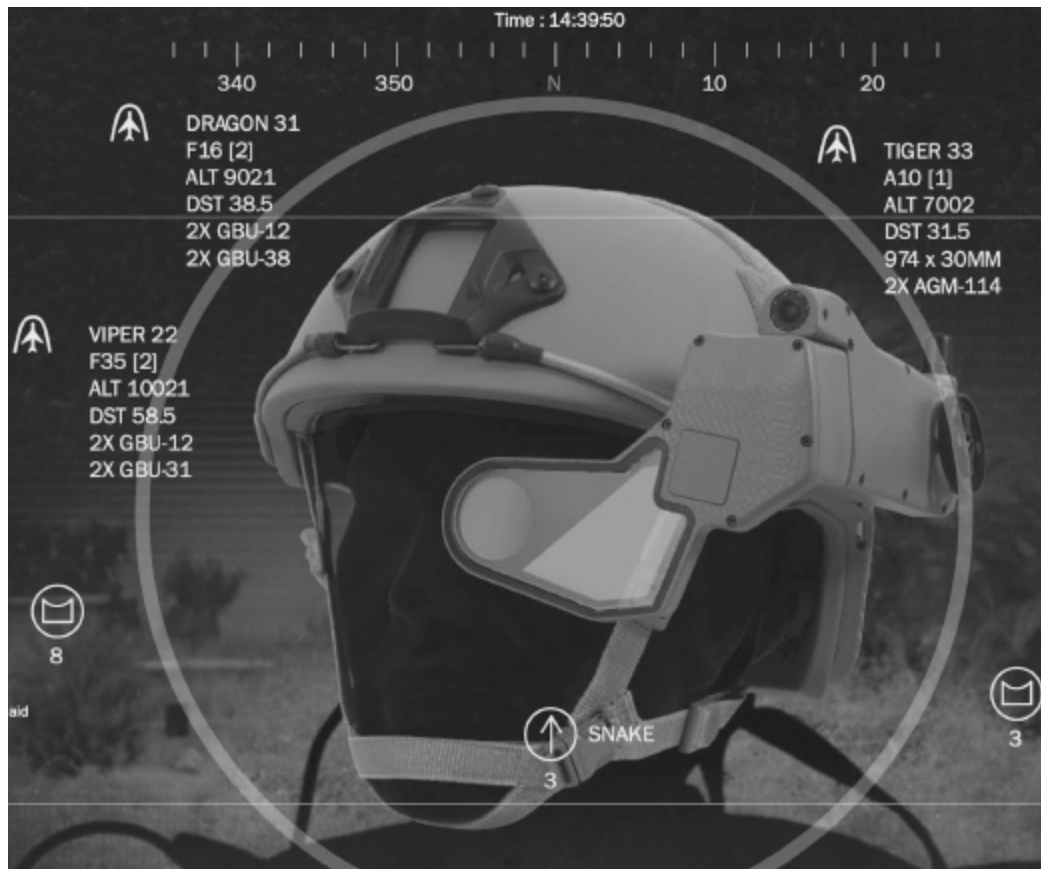 Time : 14:39:50
340 350 N 10 20
DRAGON 31
F16 [2]
ALT 9021
DST 38.5
2X GBU-12
2X GBU-38
TIGER 33
A10 [1]
ALT 7002
DST 31.5
974 x 30MM
2X AGM-114
VIPER 22
F35 [2]
ALT 10021
DST 58.5
2X GBU-12
2X GBU-31
8
aid
SNAKE
3
3